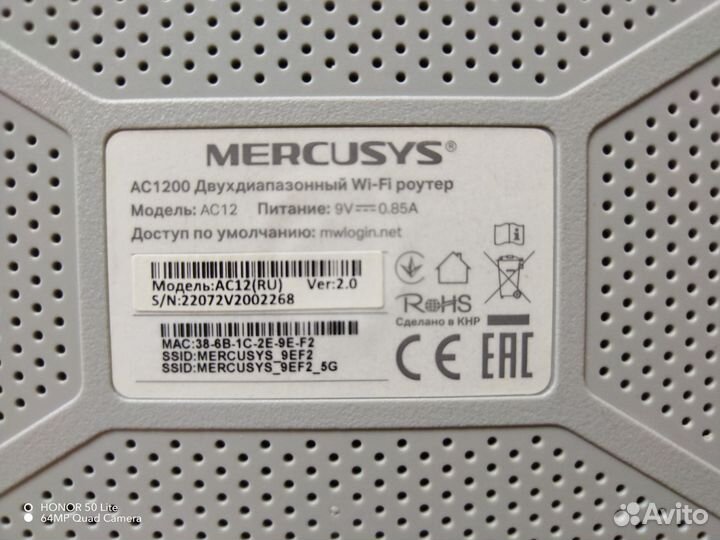 MERCUSYS®
AC1200 Двухдиапазонный Wi-Fi роутер
Модель: AC12 Питание: 9V⎓0.85A
Доступ по умолчанию: mwlogin.net
Модель:AC12(RU) Ver:2.0
S/N:22072V2002268
RoHS
Сделано в КНР
MAC:38-6B-1C-2E-9E-F2
SSID:MERCUSYS_9EF2
SSID:MERCUSYS_9EF2_5G
CE EAC
HONOR 50 Lite
64MP Quad Camera
Avito